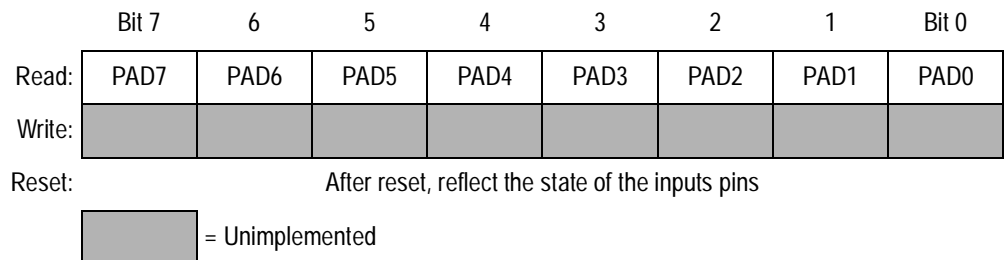 Bit 7 6 5 4 3 2 1 Bit 0
Read: PAD7 PAD6 PAD5 PAD4 PAD3 PAD2 PAD1 PAD0
Write:
Reset: After reset, reflect the state of the inputs pins
= Unimplemented